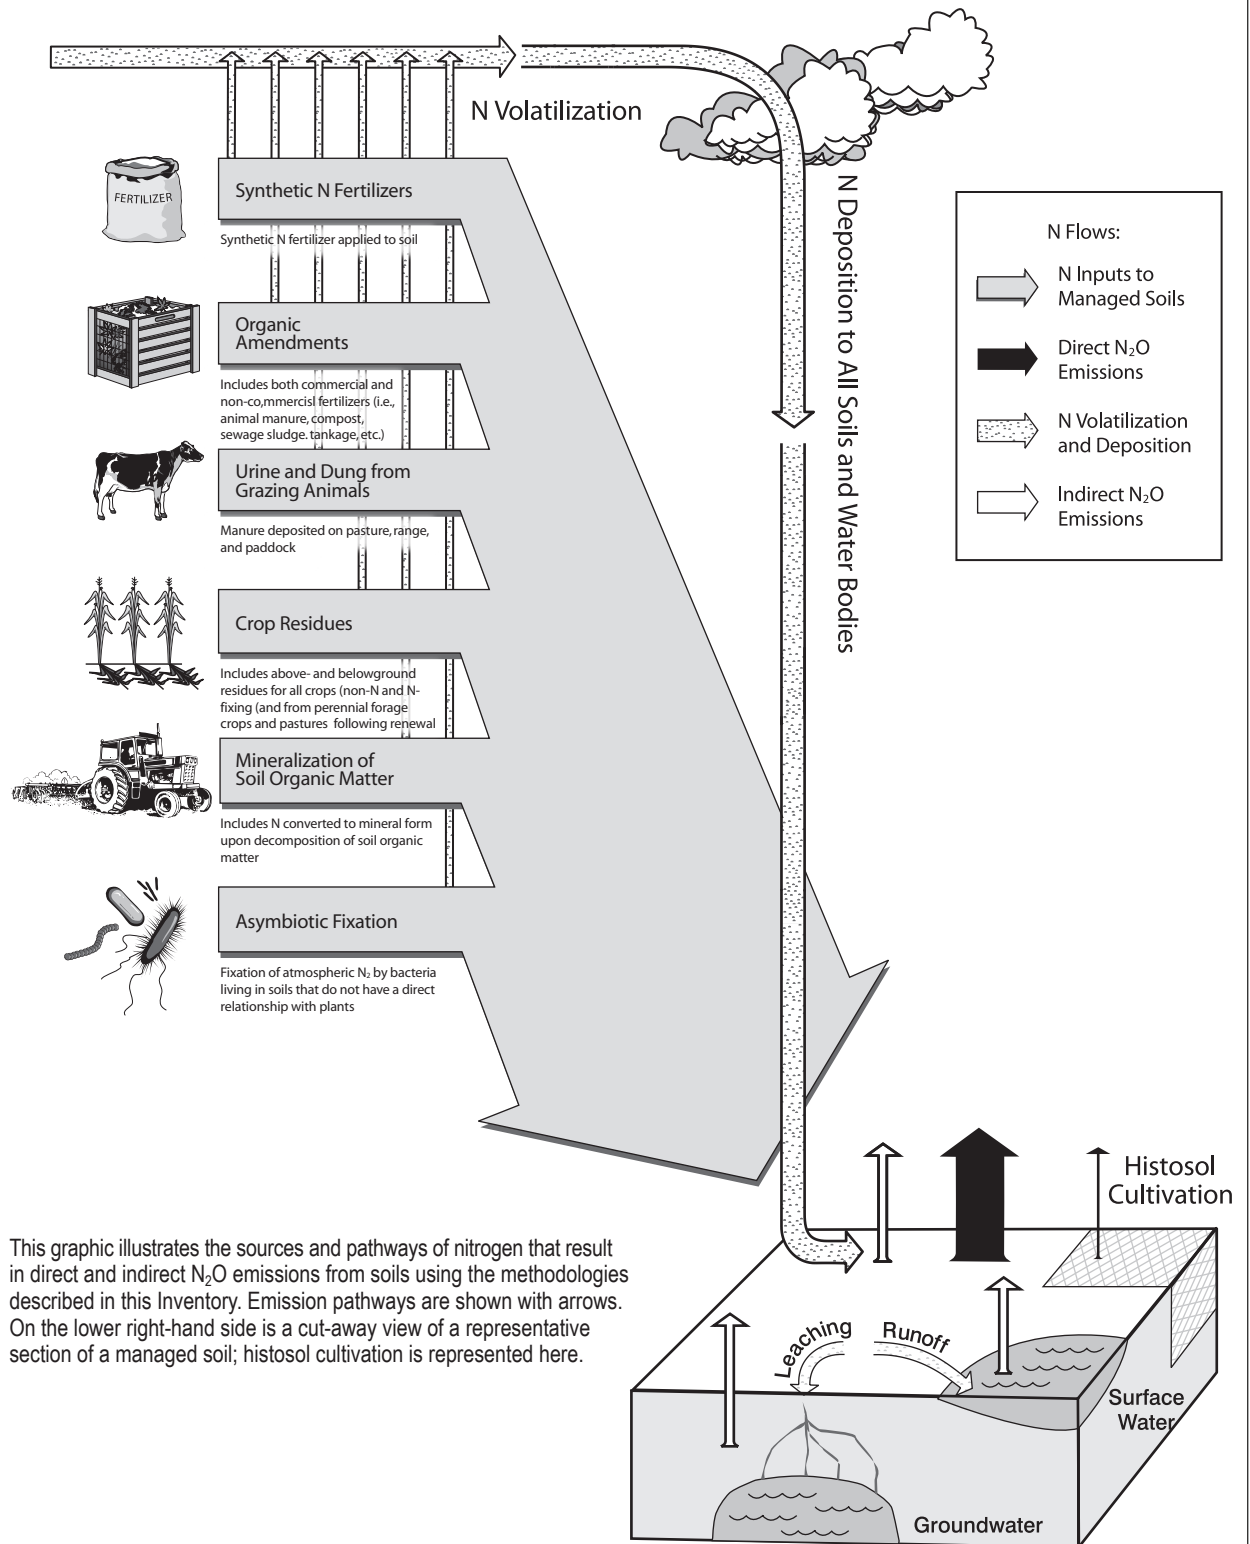 N Volatilization
FERTILIZER
Synthetic N Fertilizers
Synthetic N fertilizer applied to soil
Organic
Amendments
Includes both commercial and
non-co,mmercisl fertilizers (i.e.,
animal manure, compost,
sewage sludge. tankage, etc.)
Urine and Dung from
Grazing Animals
Manure deposited on pasture, range,
and paddock
Crop Residues
Includes above- and belowground
residues for all crops (non-N and N-
fixing (and from perennial forage
crops and pastures following renewal
Mineralization of
Soil Organic Matter
Includes N converted to mineral form
upon decomposition of soil organic
matter
Asymbiotic Fixation
Fixation of atmospheric N₂ by bacteria
living in soils that do not have a direct
relationship with plants
N Deposition to All Soils and Water Bodies
N Flows:
N Inputs to
Managed Soils
Direct N₂O
Emissions
N Volatilization
and Deposition
Indirect N₂O
Emissions
Histosol
Cultivation
This graphic illustrates the sources and pathways of nitrogen that result
in direct and indirect N₂O emissions from soils using the methodologies
described in this Inventory. Emission pathways are shown with arrows.
On the lower right-hand side is a cut-away view of a representative
section of a managed soil; histosol cultivation is represented here.
Leaching
Runoff
Surface
Water
Groundwater